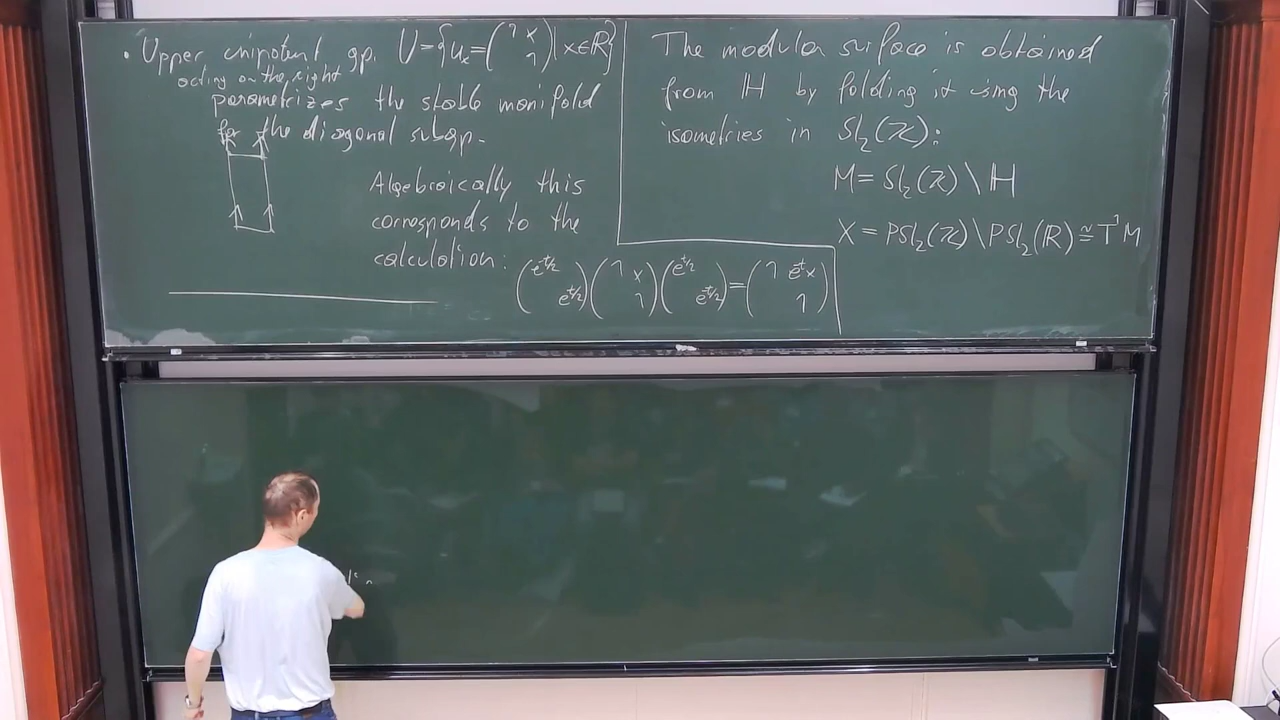 • Upper unipotent gp. U={u_x=(1 x
1)|x∈ℝ}
acting on the right
parametrizes the stable manifold
for the diagonal subgp.
Algebraically this
corresponds to the
calculation: (e^{-t/2}
e^{t/2})(1 x
1)(e^{t/2}
e^{-t/2})=(1 e^{-t}x
1)
The modular surface is obtained
from ℍ by folding it using the
isometries in Sl₂(ℤ):
M = Sl₂(ℤ)\ℍ
X = PSl₂(ℤ)\PSl₂(ℝ) ≅ T¹M